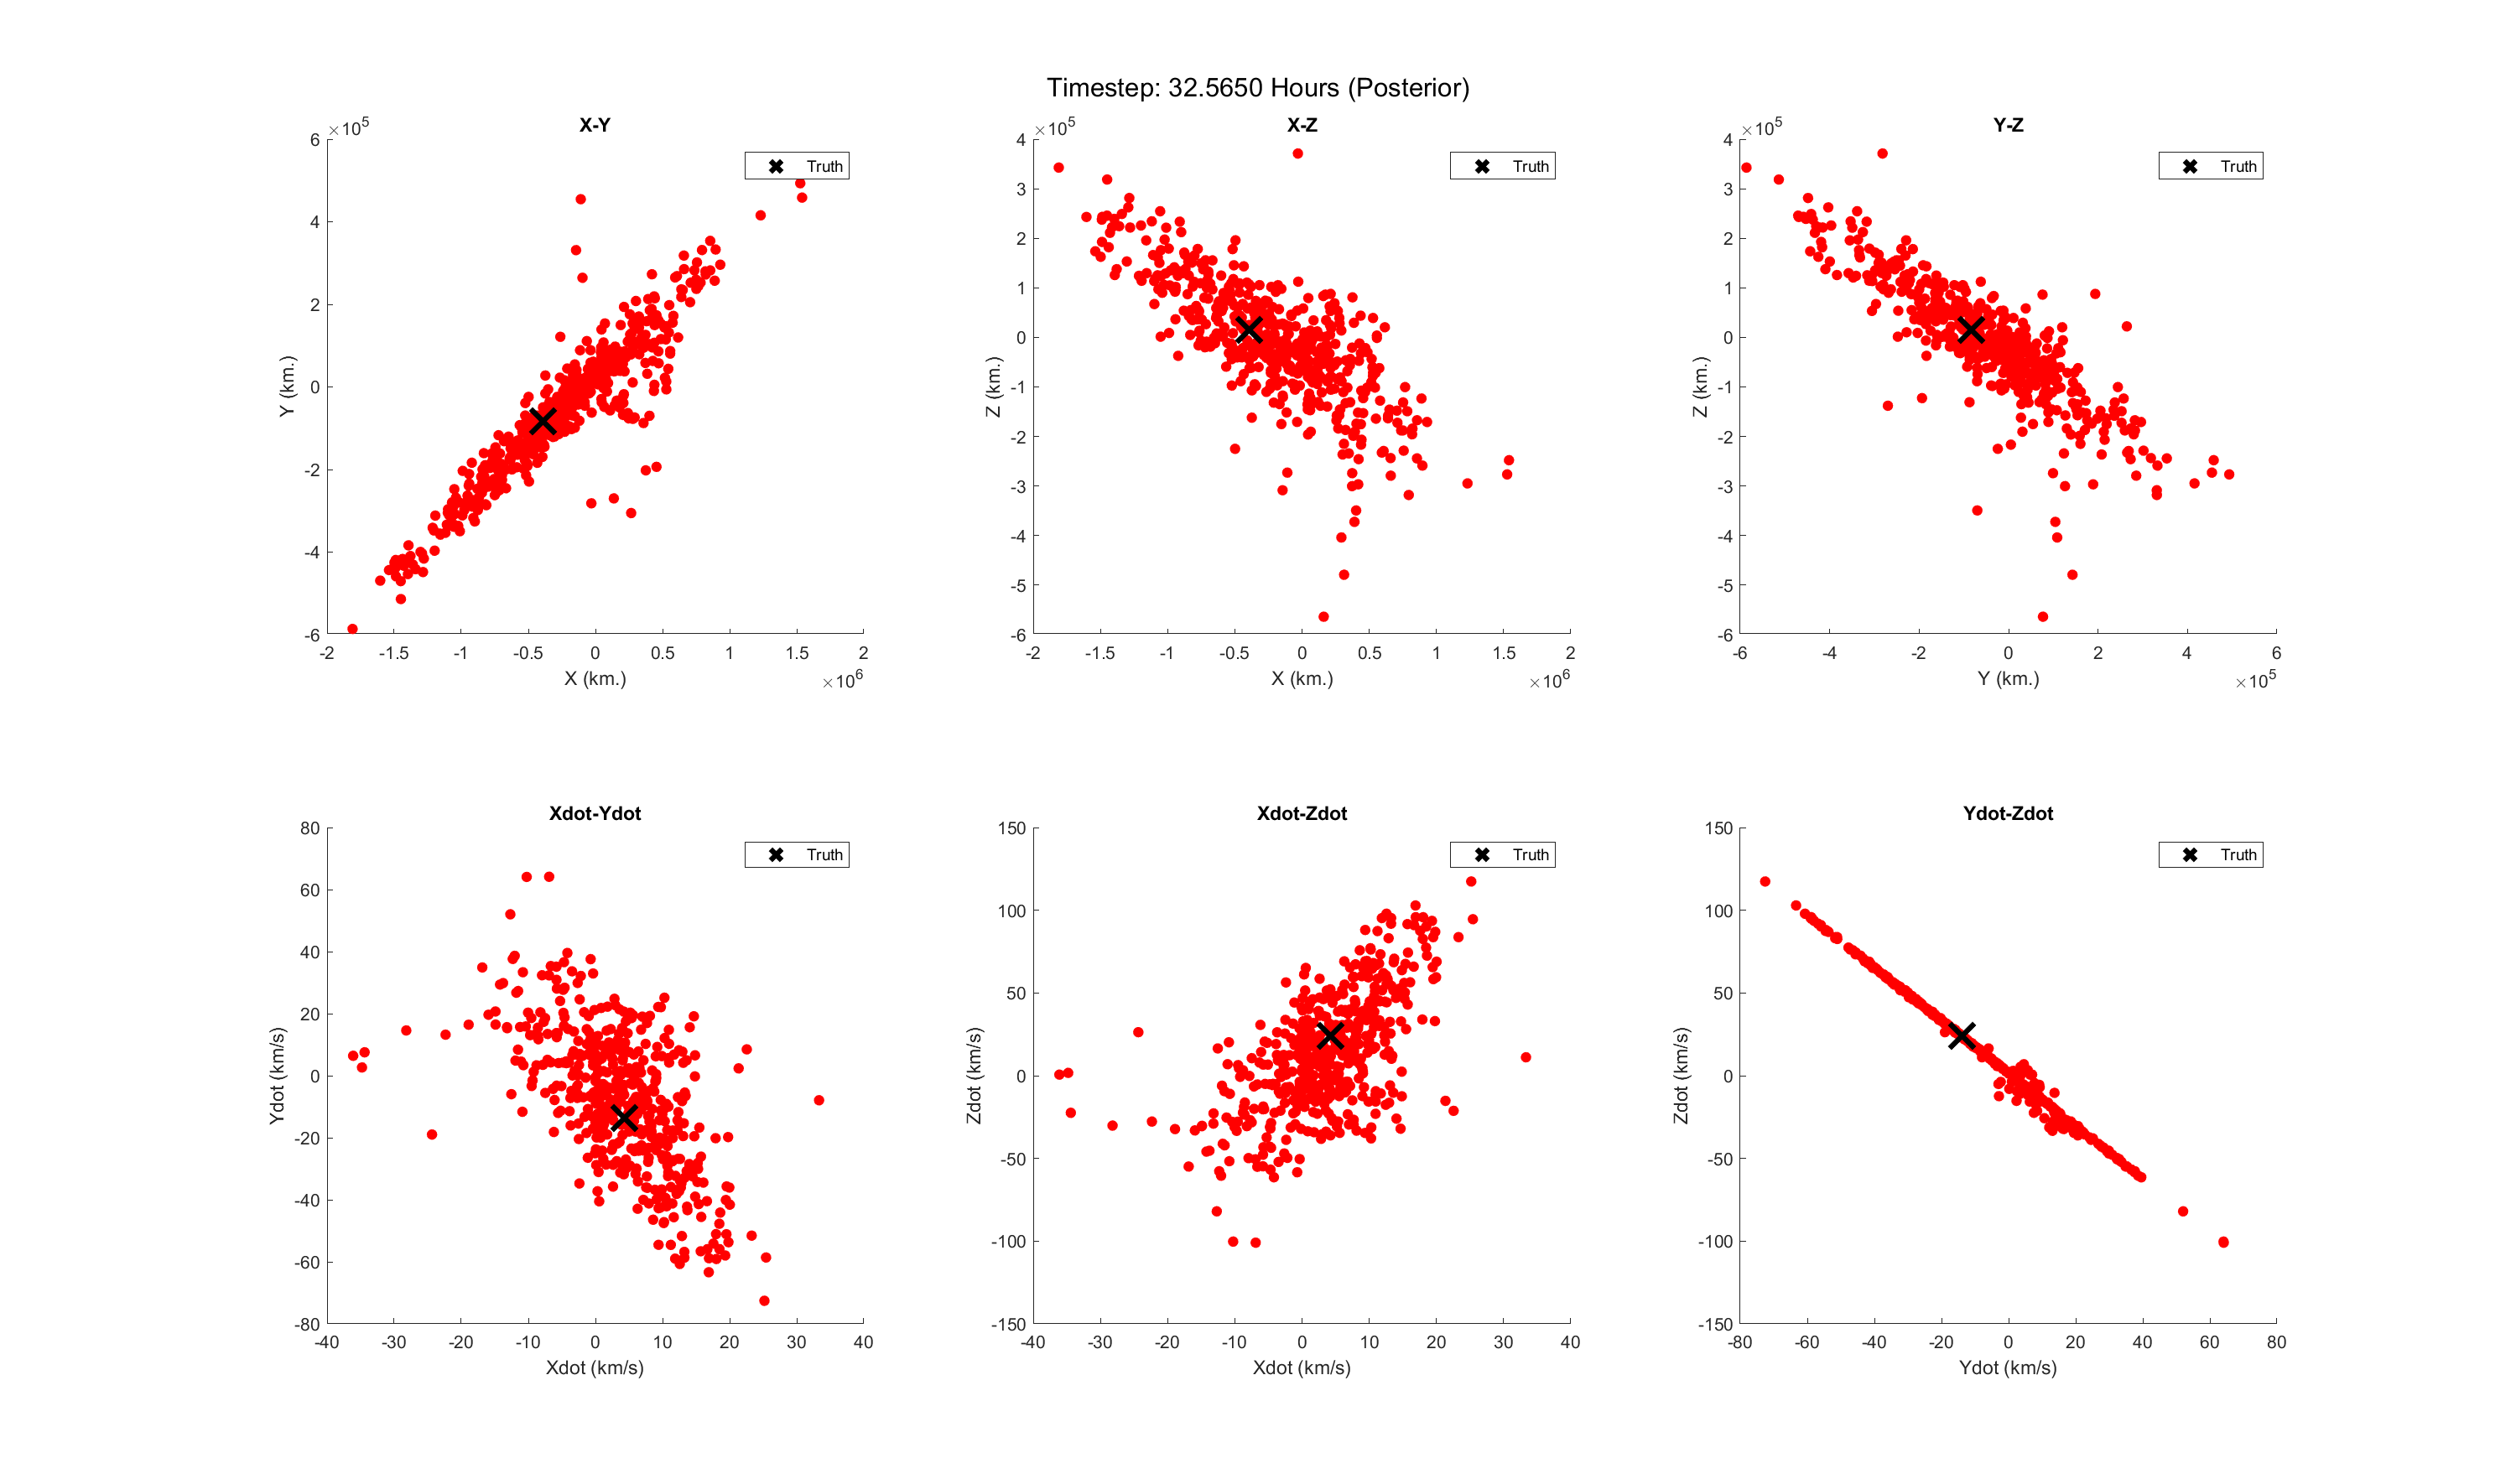 Timestep: 32.5650 Hours (Posterior)
X-Y
×10^5
Truth
6
4
2
0
-2
-4
-6
Y (km.)
-2 -1.5 -1 -0.5 0 0.5 1 1.5 2
X (km.)
×10^6
X-Z
×10^5
Truth
4
3
2
1
0
-1
-2
-3
-4
-5
-6
Z (km.)
-2 -1.5 -1 -0.5 0 0.5 1 1.5 2
X (km.)
×10^6
Y-Z
×10^5
Truth
4
3
2
1
0
-1
-2
-3
-4
-5
-6
Z (km.)
-6 -4 -2 0 2 4 6
Y (km.)
×10^5
Xdot-Ydot
Truth
80
60
40
20
0
-20
-40
-60
-80
Ydot (km/s)
-40 -30 -20 -10 0 10 20 30 40
Xdot (km/s)
Xdot-Zdot
Truth
150
100
50
0
-50
-100
-150
Zdot (km/s)
-40 -30 -20 -10 0 10 20 30 40
Xdot (km/s)
Ydot-Zdot
Truth
150
100
50
0
-50
-100
-150
Zdot (km/s)
-80 -60 -40 -20 0 20 40 60 80
Ydot (km/s)